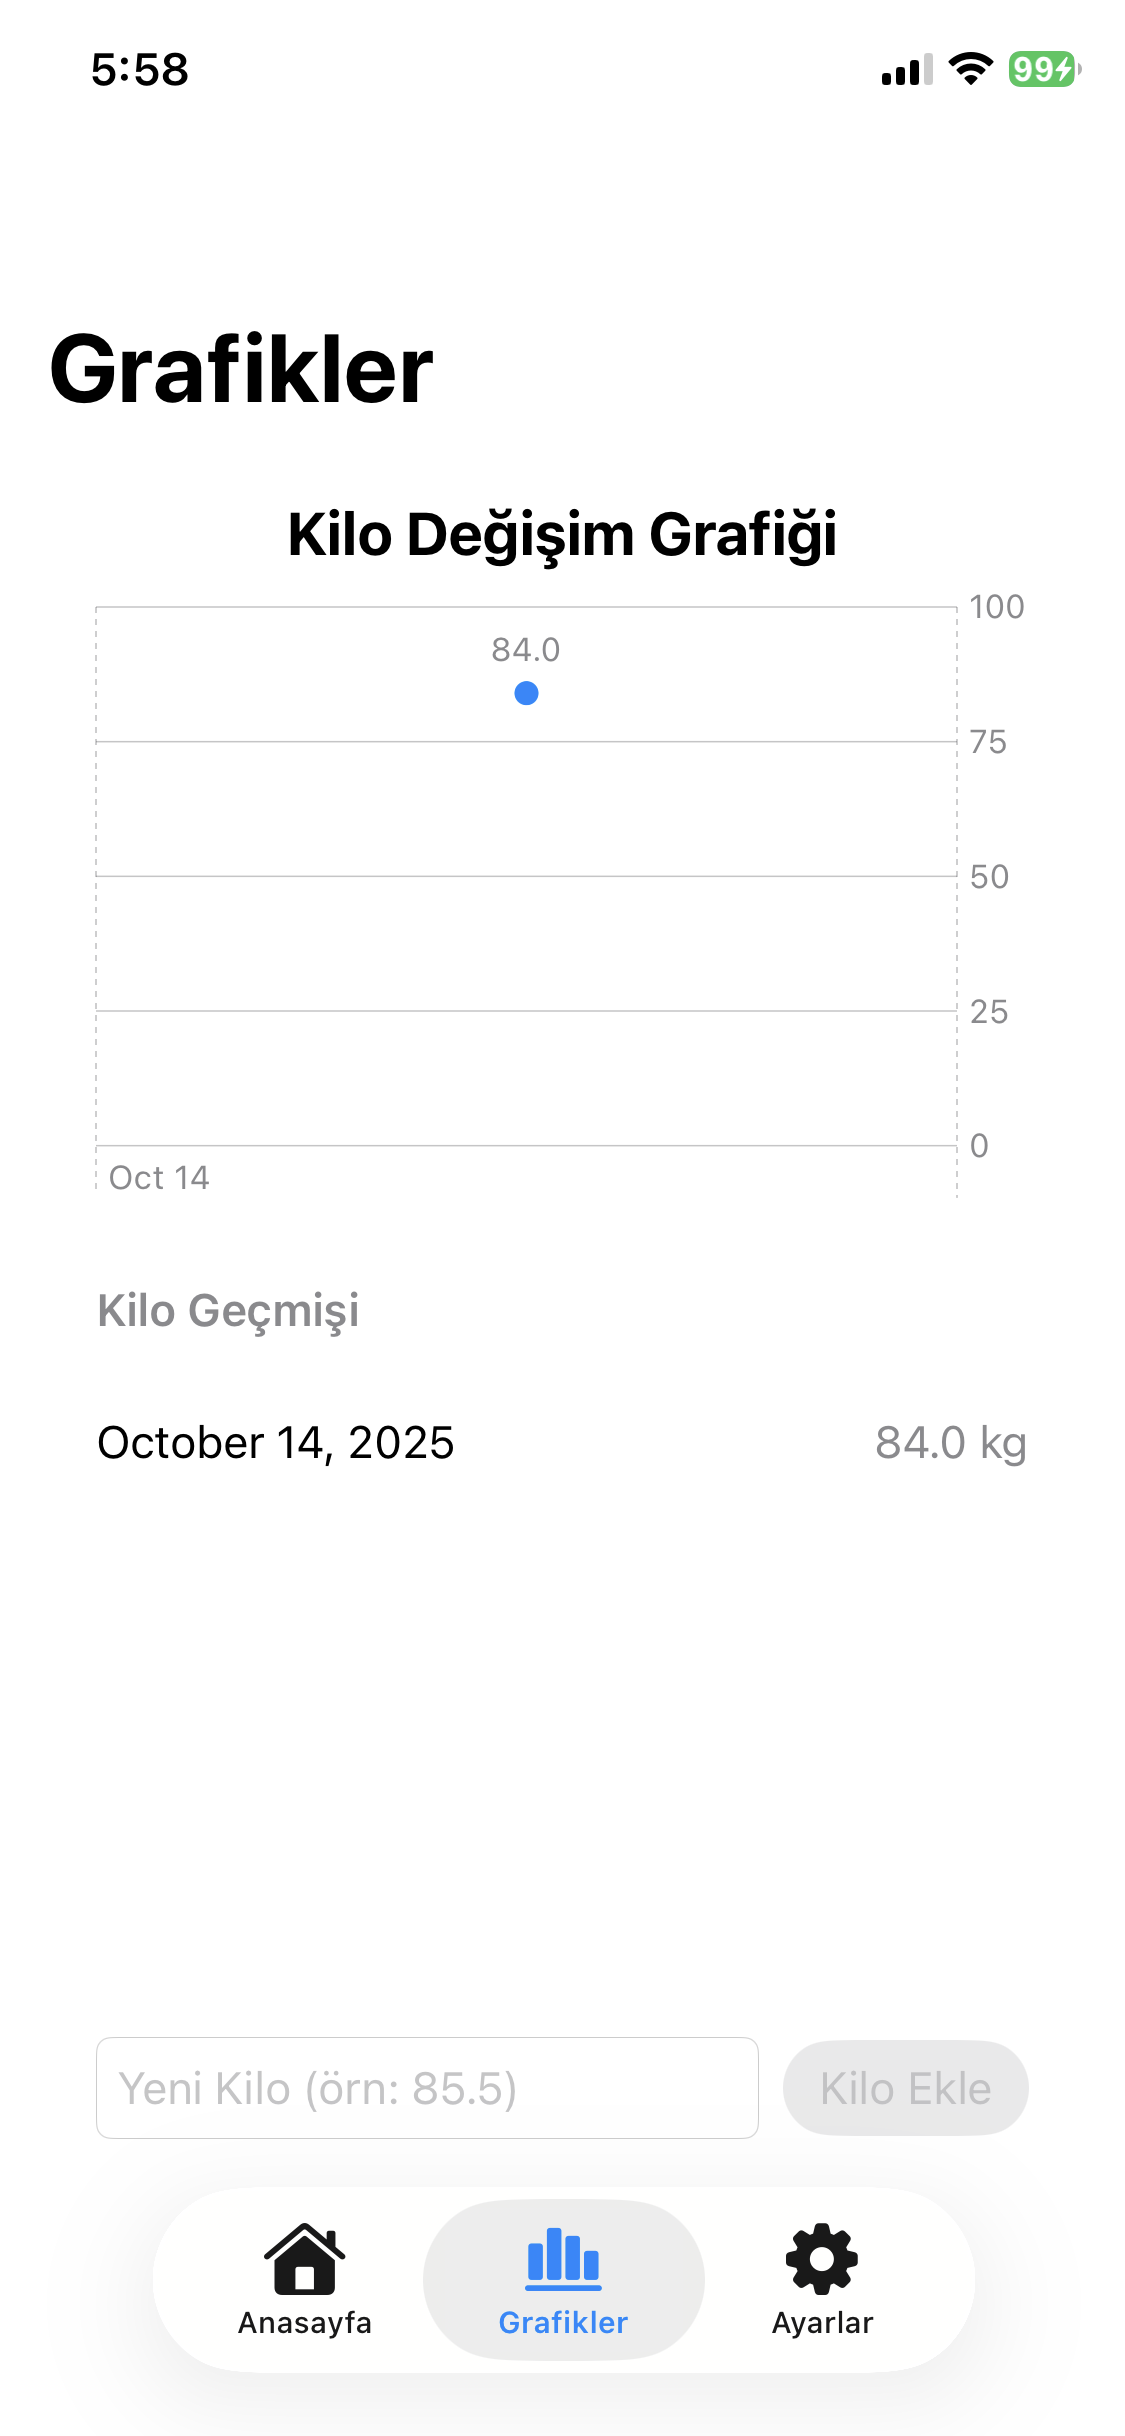 5:58
99
Grafikler
Kilo Değişim Grafiği
100
84.0
75
50
25
0
Oct 14
Kilo Geçmişi
October 14, 2025 84.0 kg
Yeni Kilo (örn: 85.5) Kilo Ekle
Anasayfa Grafikler Ayarlar